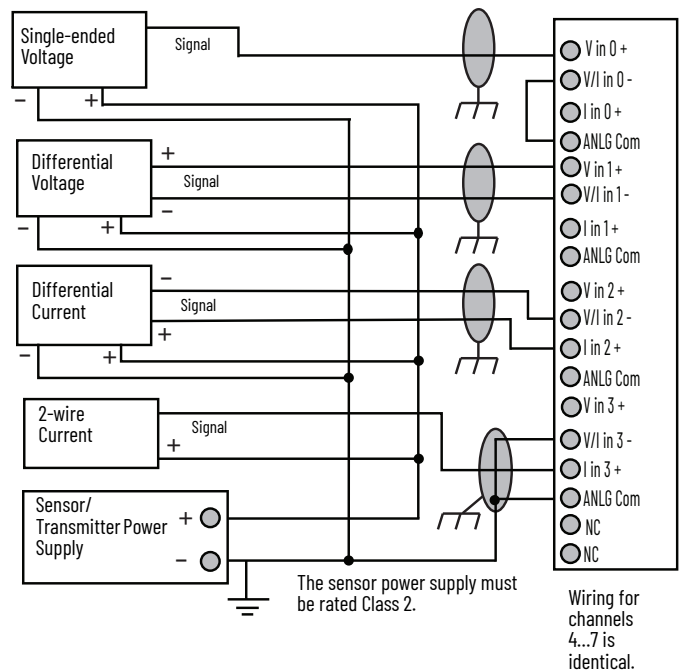 Single-ended
Voltage
Signal
−
+
Differential
Voltage
+
Signal
−
−
+
Differential
Current
−
Signal
+
−
+
2-wire
Current
Signal
+
Sensor/
Transmitter Power
Supply
+
−
The sensor power supply must
be rated Class 2.
V in 0 +
V/I in 0 -
I in 0 +
ANLG Com
V in 1 +
V/I in 1 -
I in 1 +
ANLG Com
V in 2 +
V/I in 2 -
I in 2 +
ANLG Com
V in 3 +
V/I in 3 -
I in 3 +
ANLG Com
NC
NC
Wiring for
channels
4...7 is
identical.